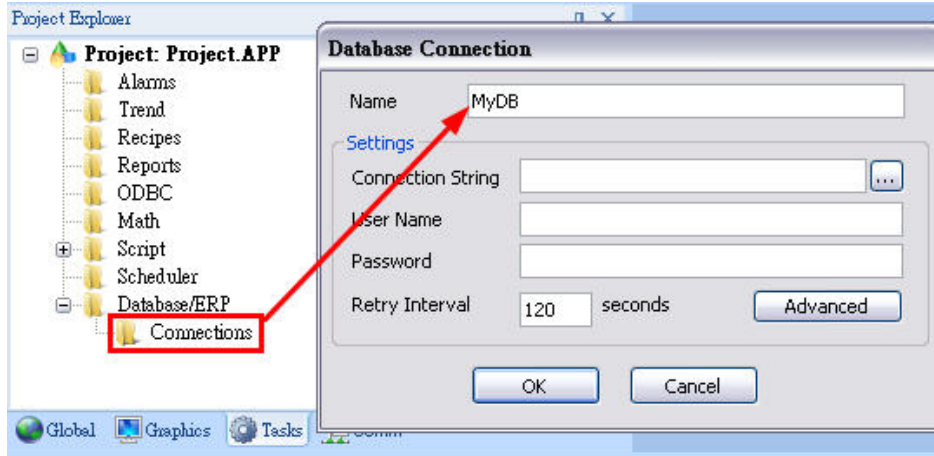 Project Explorer
Project: Project.APP
Alarms
Trend
Recipes
Reports
ODBC
Math
Script
Scheduler
Database/ERP
Connections
Global Graphics Tasks Comm
Database Connection
Name MyDB
Settings
Connection String ...
User Name
Password
Retry Interval 120 seconds Advanced
OK Cancel